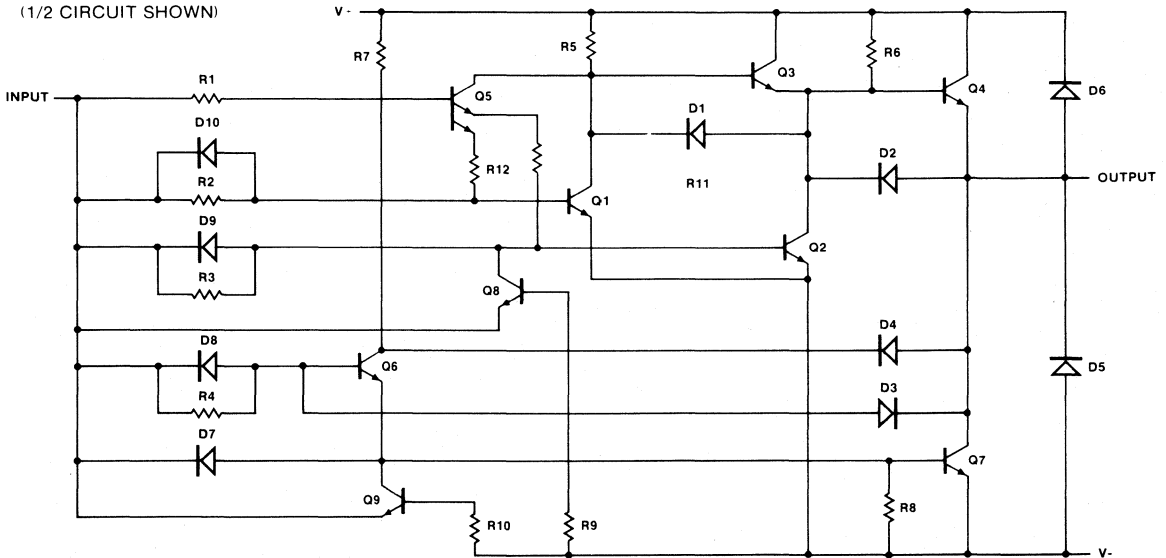 (1/2 CIRCUIT SHOWN)
V-
R7
R5
R6
Q3
Q4
D6
INPUT
R1
Q5
D10
D1
R2
R12
D2
R11
OUTPUT
Q1
D9
Q2
R3
Q8
D8
Q6
D4
D5
R4
D3
D7
Q7
Q9
R10
R9
R8
V-